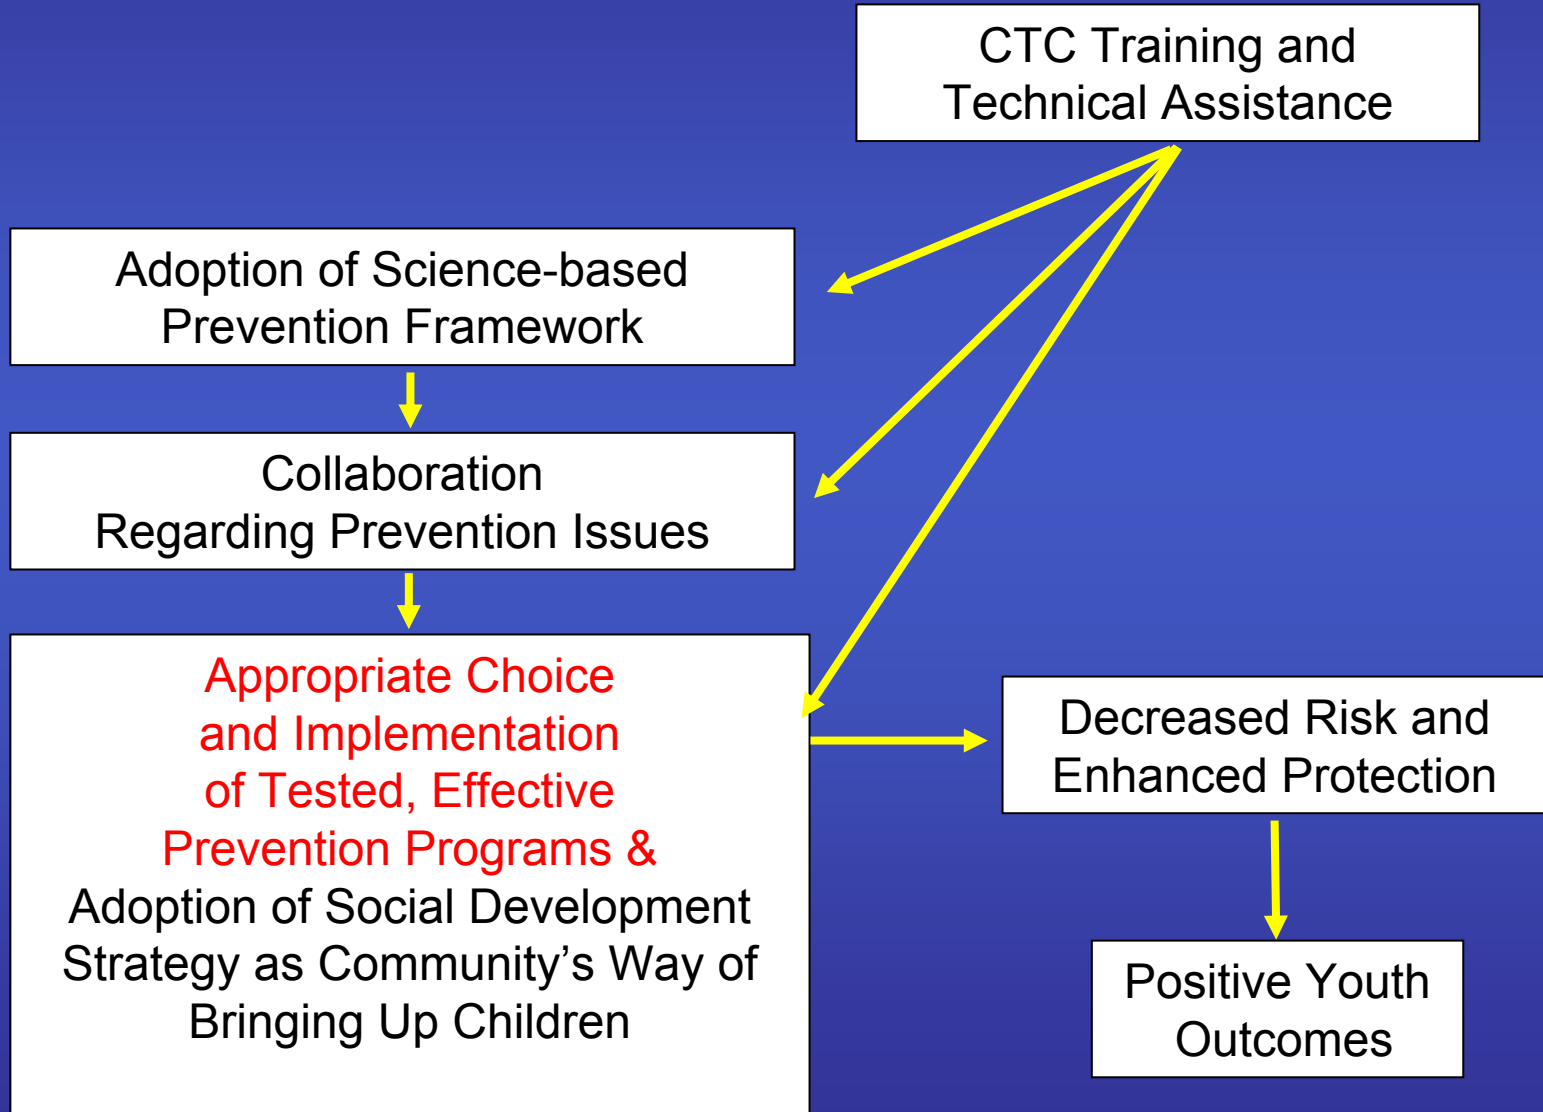 CTC Training and
Technical Assistance
Adoption of Science-based
Prevention Framework
Collaboration
Regarding Prevention Issues
Appropriate Choice
and Implementation
of Tested, Effective
Prevention Programs &
Adoption of Social Development
Strategy as Community’s Way of
Bringing Up Children
Decreased Risk and
Enhanced Protection
Positive Youth
Outcomes